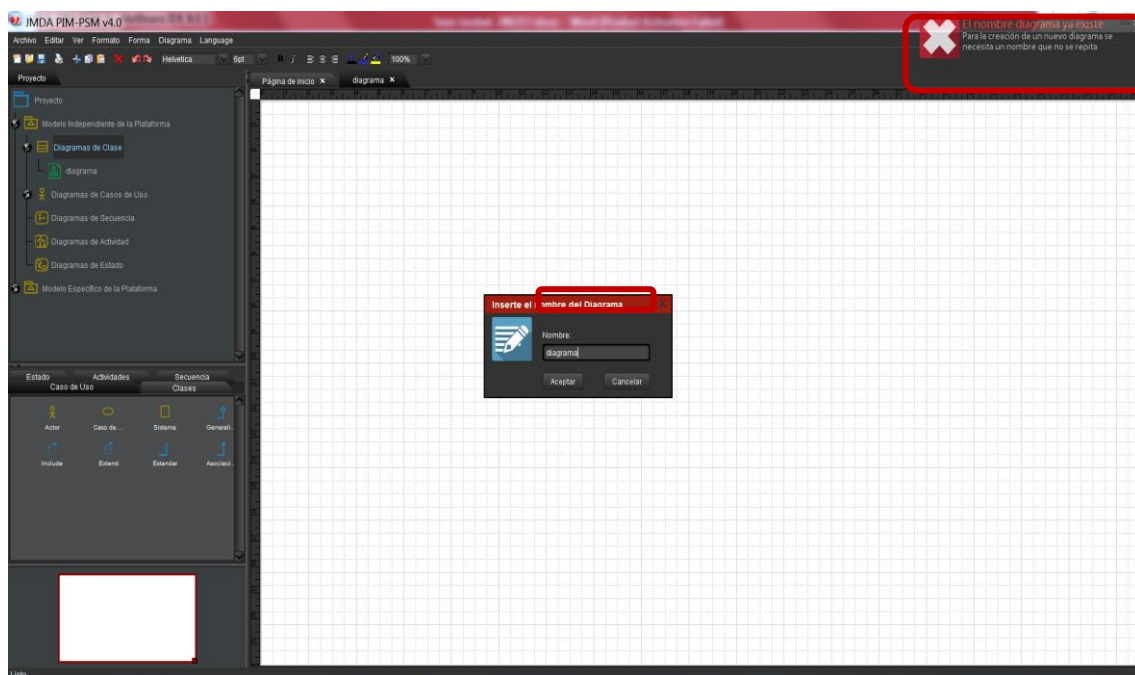 JMDA PIM-PSM v4.0
Archivo Editar Ver Formato Forma Diagrama Language
Helvetica 6pt 100%
El nombre diagrama ya existe
Para la creación de un nuevo diagrama se
necesita un nombre que no se repita
Proyecto
Página de inicio × diagrama ×
Proyecto
Modelo Independiente de la Plataforma
Diagramas de Clase
diagrama
Diagramas de Casos de Uso
Diagramas de Secuencia
Diagramas de Actividad
Diagramas de Estado
Modelo Específico de la Plataforma
Inserte el nombre del Diagrama X
Nombre:
diagrama
Aceptar Cancelar
Estado Actividades Secuencia
Caso de Uso Clases
Actor Caso de ... Sistema Generali..
Include Extend Estandar Asociaci..
Listo